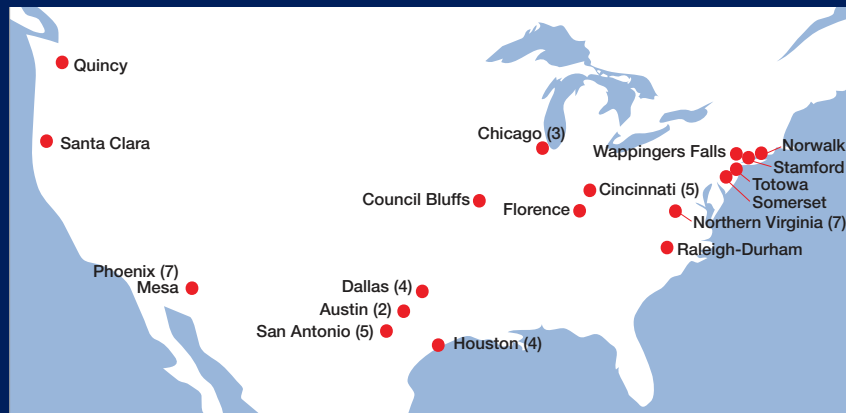 Quincy
Santa Clara
Chicago (3)
Wappingers Falls
Norwalk
Stamford
Totowa
Somerset
Council Bluffs
Cincinnati (5)
Florence
Northern Virginia (7)
Raleigh-Durham
Phoenix (7)
Mesa
Dallas (4)
Austin (2)
San Antonio (5)
Houston (4)